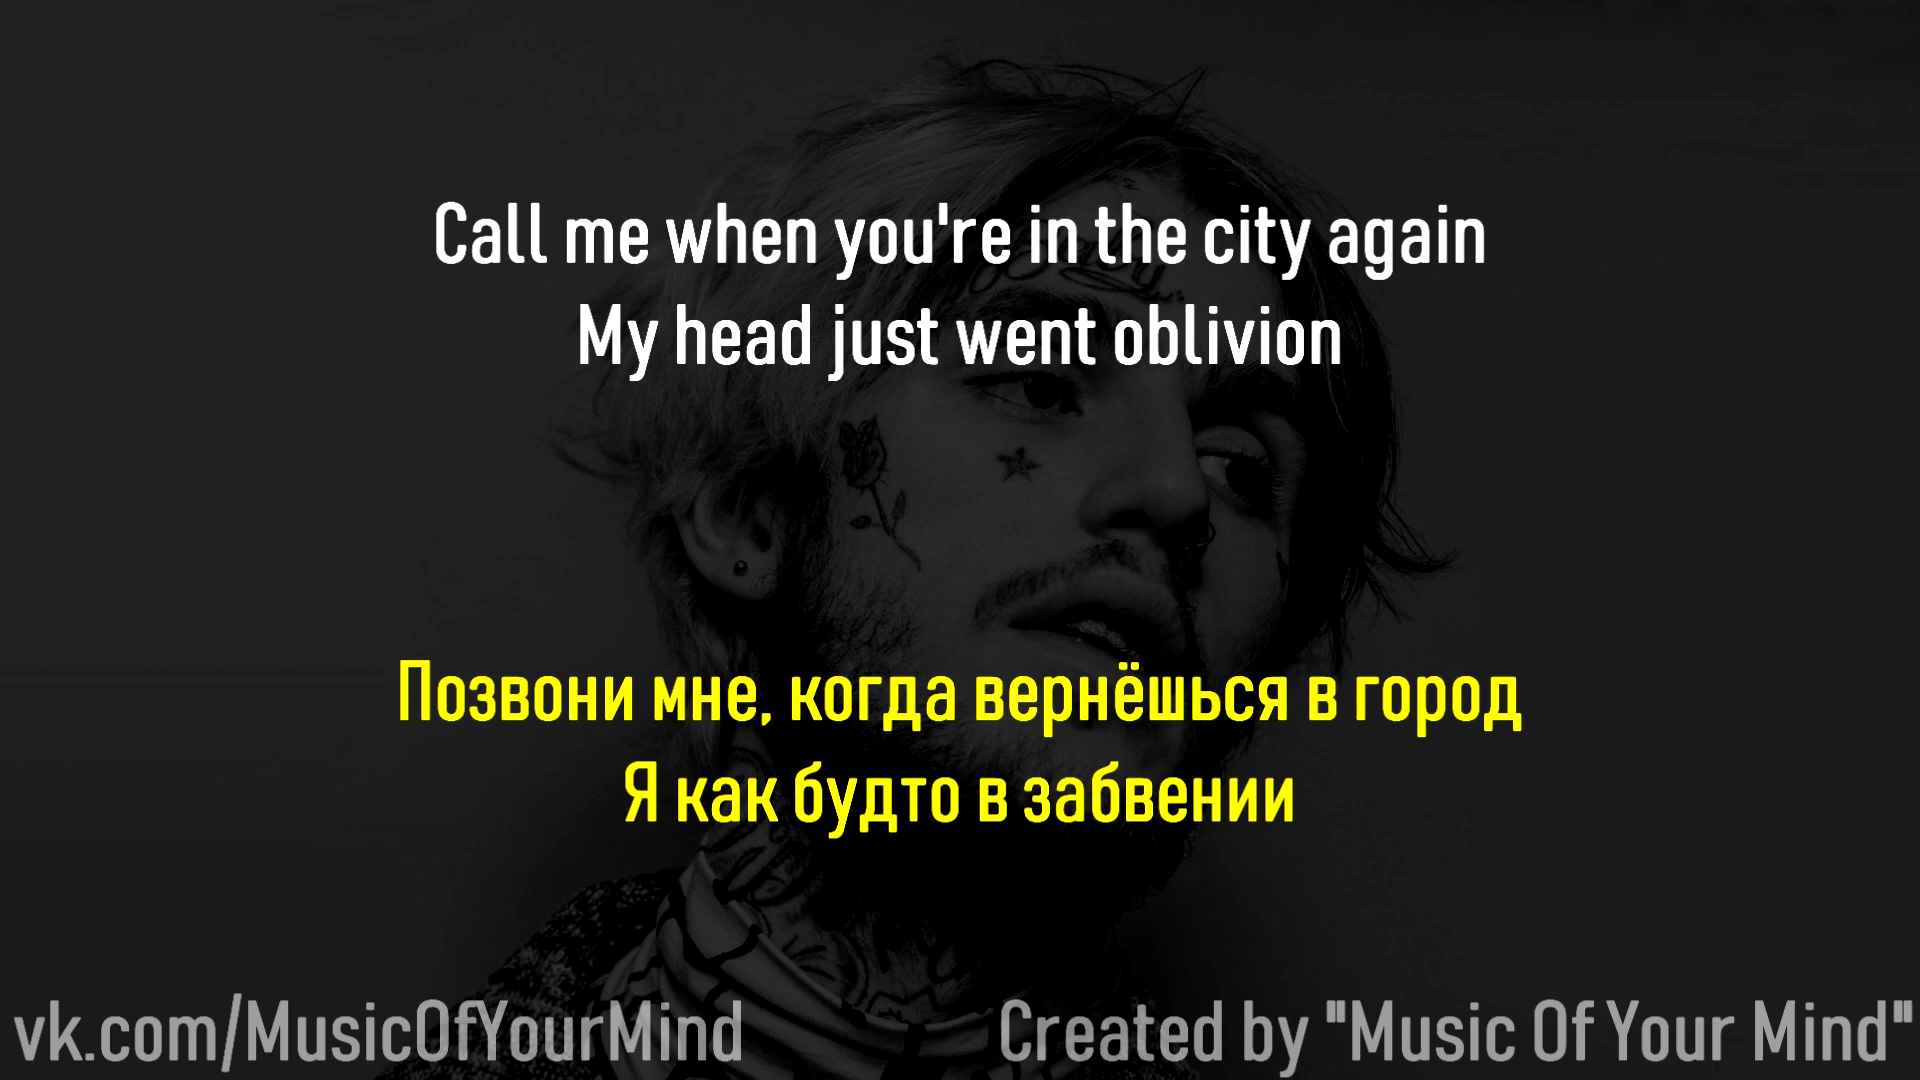 Call me when you're in the city again
My head just went oblivion
Позвони мне, когда вернёшься в город
Я как будто в забвении
vk.com/MusicOfYourMind
Created by "Music Of Your Mind"